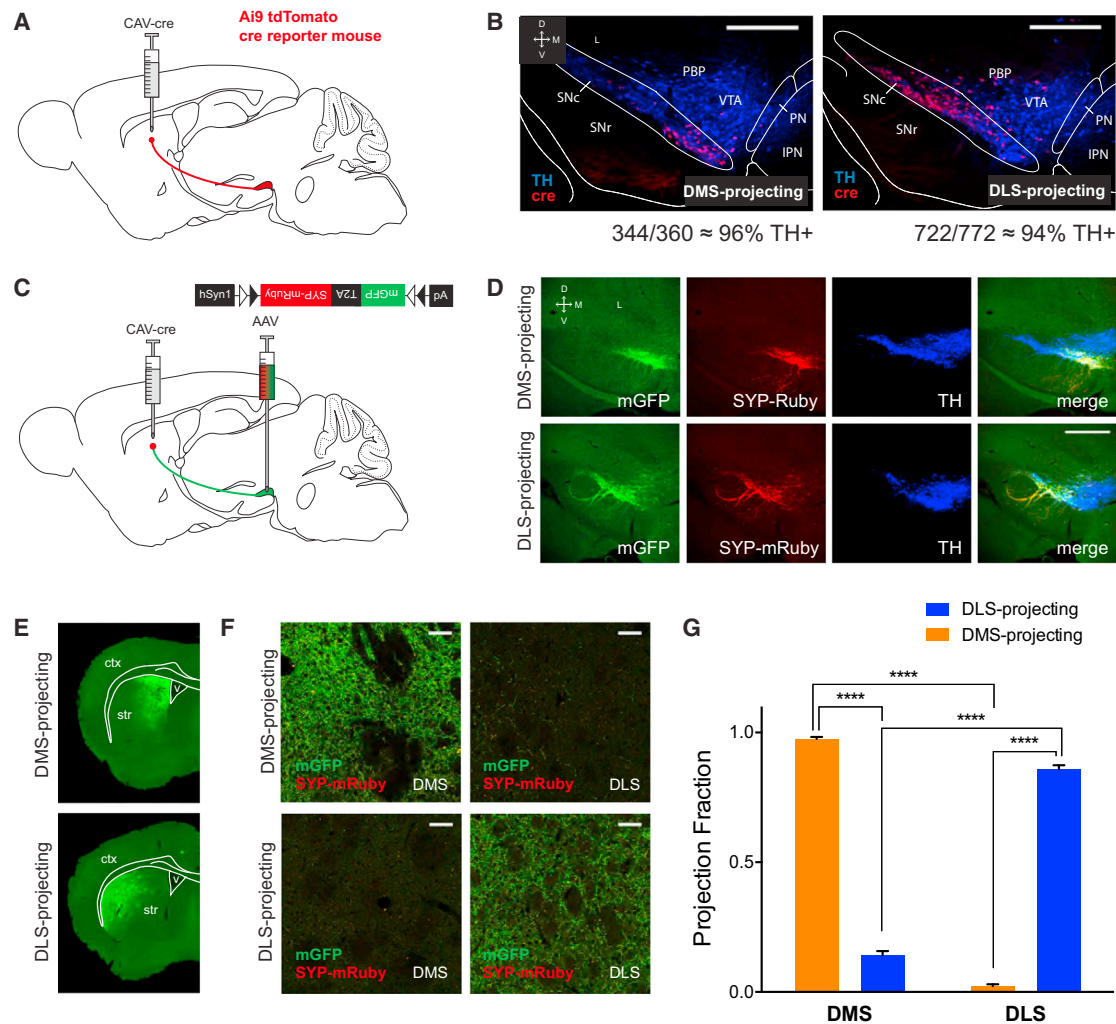 A
CAV-cre
Ai9 tdTomato
cre reporter mouse
B
D
L
M
V
PBP
SNc
VTA
SNr
PN
IPN
TH
cre
DMS-projecting
344/360 ≈ 96% TH+
PBP
SNc
VTA
SNr
PN
IPN
TH
cre
DLS-projecting
722/772 ≈ 94% TH+
C
hSyn1
SYP-mRuby
T2A
mGFP
pA
CAV-cre
AAV
D
DMS-projecting
D
M
L
V
mGFP
SYP-Ruby
TH
merge
DLS-projecting
mGFP
SYP-mRuby
TH
merge
E
DMS-projecting
ctx
str
v
DLS-projecting
ctx
str
v
F
DMS-projecting
mGFP
SYP-mRuby
DMS
mGFP
SYP-mRuby
DLS
DLS-projecting
mGFP
SYP-mRuby
DMS
mGFP
SYP-mRuby
DLS
G
DLS-projecting
DMS-projecting
Projection Fraction
1.0
0.5
0.0
****
****
****
****
DMS
DLS